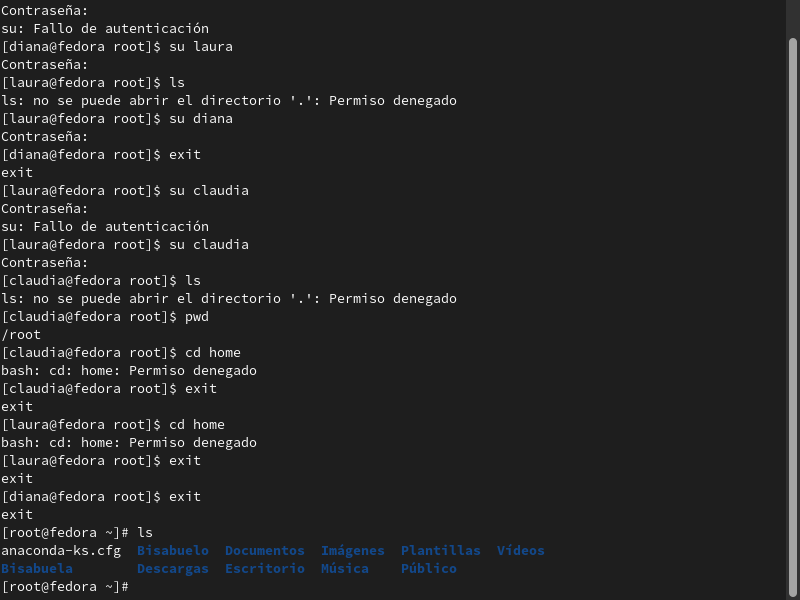 Contraseña:
su: Fallo de autenticación
[diana@fedora root]$ su laura
Contraseña:
[laura@fedora root]$ ls
ls: no se puede abrir el directorio '.': Permiso denegado
[laura@fedora root]$ su diana
Contraseña:
[diana@fedora root]$ exit
exit
[laura@fedora root]$ su claudia
Contraseña:
su: Fallo de autenticación
[laura@fedora root]$ su claudia
Contraseña:
[claudia@fedora root]$ ls
ls: no se puede abrir el directorio '.': Permiso denegado
[claudia@fedora root]$ pwd
/root
[claudia@fedora root]$ cd home
bash: cd: home: Permiso denegado
[claudia@fedora root]$ exit
exit
[laura@fedora root]$ cd home
bash: cd: home: Permiso denegado
[laura@fedora root]$ exit
exit
[diana@fedora root]$ exit
exit
[root@fedora ~]# ls
anaconda-ks.cfg  Bisabuelo  Documentos  Imágenes  Plantillas  Vídeos
Bisabuela        Descargas  Escritorio  Música    Público
[root@fedora ~]#